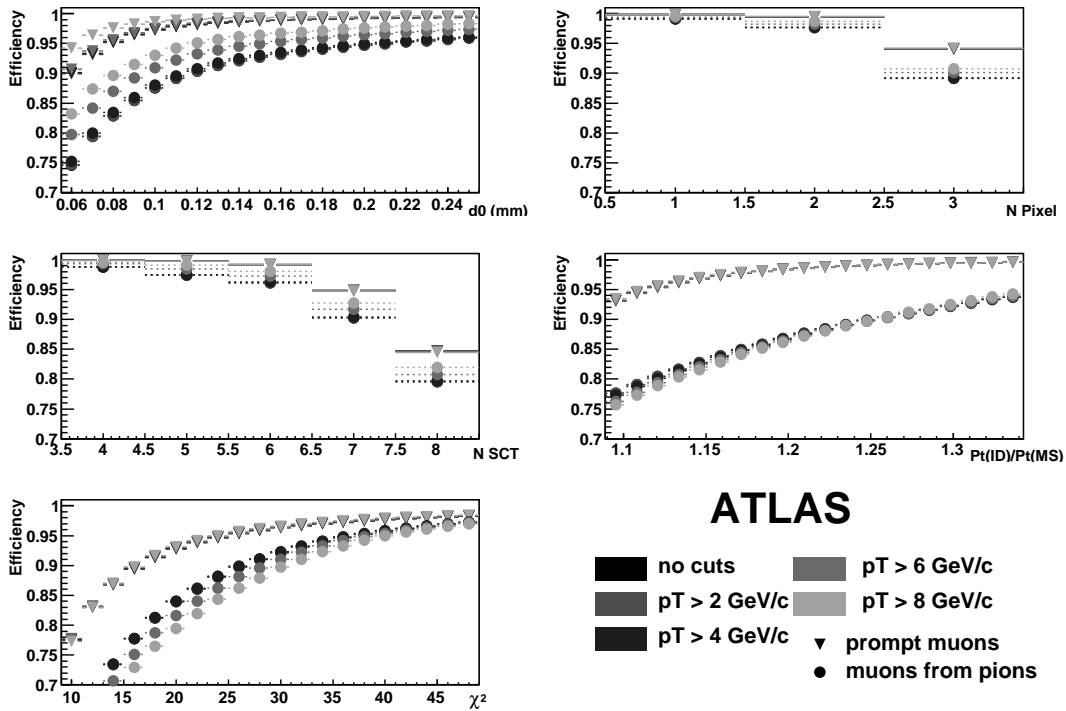 Efficiency
1
0.95
0.9
0.85
0.8
0.75
0.7
0.06 0.08 0.1 0.12 0.14 0.16 0.18 0.2 0.22 0.24
d0 (mm)
Efficiency
1
0.95
0.9
0.85
0.8
0.75
0.7
0.5 1 1.5 2 2.5 3 3.5
N Pixel
Efficiency
1
0.95
0.9
0.85
0.8
0.75
0.7
3.5 4 4.5 5 5.5 6 6.5 7 7.5 8
N SCT
Efficiency
1
0.95
0.9
0.85
0.8
0.75
0.7
1.1 1.15 1.2 1.25 1.3
Pt(ID)/Pt(MS)
Efficiency
1
0.95
0.9
0.85
0.8
0.75
0.7
10 15 20 25 30 35 40 45
χ²
ATLAS
no cuts
pT > 2 GeV/c
pT > 4 GeV/c
pT > 6 GeV/c
pT > 8 GeV/c
prompt muons
muons from pions